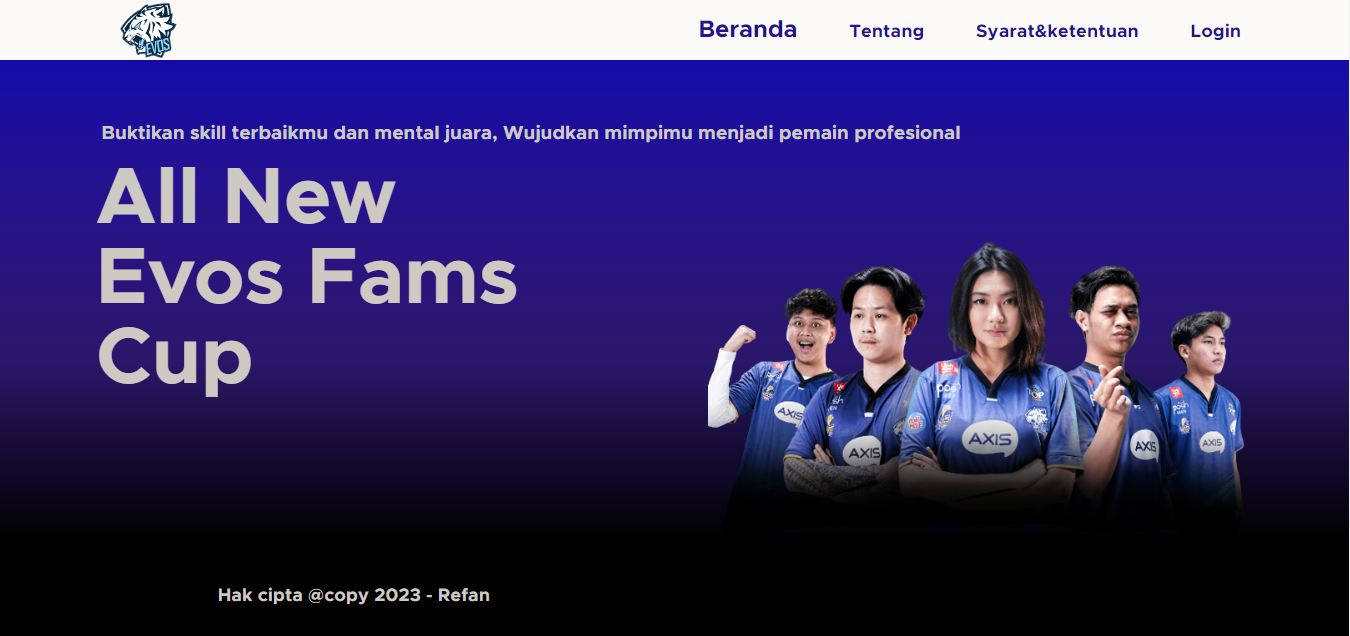 EVOS
Beranda
Tentang
Syarat&ketentuan
Login
Buktikan skill terbaikmu dan mental juara, Wujudkan mimpimu menjadi pemain profesional
All New
Evos Fams
Cup
AXIS
AXIS
AXIS
AXIS
AXIS
Hak cipta @copy 2023 - Refan